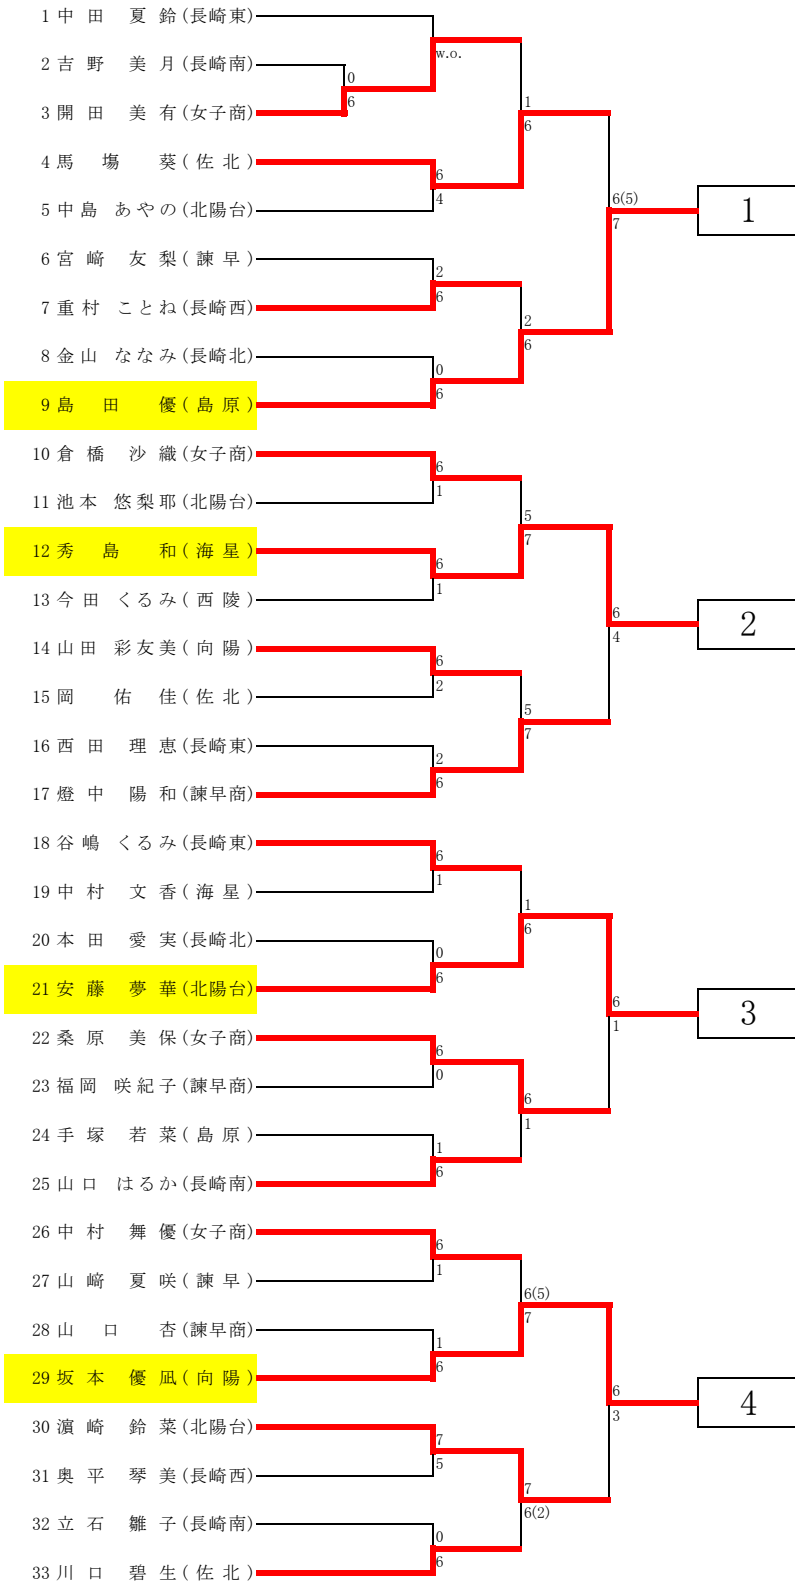 1 中 田 夏 鈴 (長崎東)
w.o.
2 吉 野 美 月 (長崎南)
0
6
3 開 田 美 有 (女子商)
1
6
4 馬 場 葵 ( 佐 北 )
6
4
5 中島 あやの (北陽台)
6(5)
7
1
6 宮 﨑 友 梨 ( 諫 早 )
2
6
7 重村 ことね (長崎西)
2
6
8 金山 ななみ (長崎北)
0
6
9 島 田 優 ( 島 原 )
10 倉 橋 沙 織 (女子商)
6
1
11 池本 悠梨耶 (北陽台)
5
7
12 秀 島 和 ( 海 星 )
6
1
13 今田 くるみ ( 西 陵 )
6
4
2
14 山田 彩友美 ( 向 陽 )
6
2
15 岡 佑 佳 ( 佐 北 )
5
7
16 西 田 理 恵 (長崎東)
2
6
17 燈 中 陽 和 (諫早商)
18 谷嶋 くるみ (長崎東)
6
1
19 中 村 文 香 ( 海 星 )
1
6
20 本 田 愛 実 (長崎北)
0
6
21 安 藤 夢 華 (北陽台)
6
1
3
22 桑 原 美 保 (女子商)
6
0
23 福岡 咲紀子 (諫早商)
6
1
24 手 塚 若 菜 ( 島 原 )
1
6
25 山口 はるか (長崎南)
26 中 村 舞 優 (女子商)
6
1
27 山 﨑 夏 咲 ( 諫 早 )
6(5)
7
28 山 口 杏 (諫早商)
1
6
29 坂 本 優 凪 ( 向 陽 )
6
3
4
30 濵 崎 鈴 菜 (北陽台)
7
5
31 奥 平 琴 美 (長崎西)
7
6(2)
32 立 石 雛 子 (長崎南)
0
6
33 川 口 碧 生 ( 佐 北 )